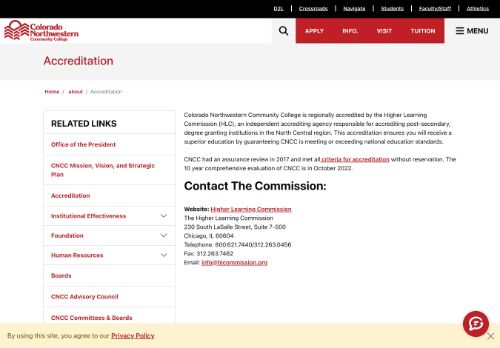 D2L
Crossroads
Navigate
Students
Faculty/Staff
Athletics
Colorado
Northwestern
Community College
APPLY
INFO.
VISIT
TUITION
MENU
Accreditation
Home / about / Accreditation
RELATED LINKS
Office of the President
CNCC Mission, Vision, and Strategic
Plan
Accreditation
Institutional Effectiveness
Foundation
Human Resources
Boards
CNCC Advisory Council
CNCC Committees & Boards
Colorado Northwestern Community College is regionally accredited by the Higher Learning
Commission (HLC), an independent accrediting agency responsible for accrediting post-secondary,
degree granting institutions in the North Central region. This accreditation ensures you will receive a
superior education by guaranteeing CNCC is meeting or exceeding national education standards.
CNCC had an assurance review in 2017 and met all criteria for accreditation without reservation. The
10 year comprehensive evaluation of CNCC is in October 2022.
Contact The Commission:
Website: Higher Learning Commission
The Higher Learning Commission
230 South LaSalle Street, Suite 7-500
Chicago, IL 60604
Telephone: 800.621.7440/312.263.0456
Fax: 312.263.7462
Email: info@hlcommission.org
By using this site, you agree to our Privacy Policy